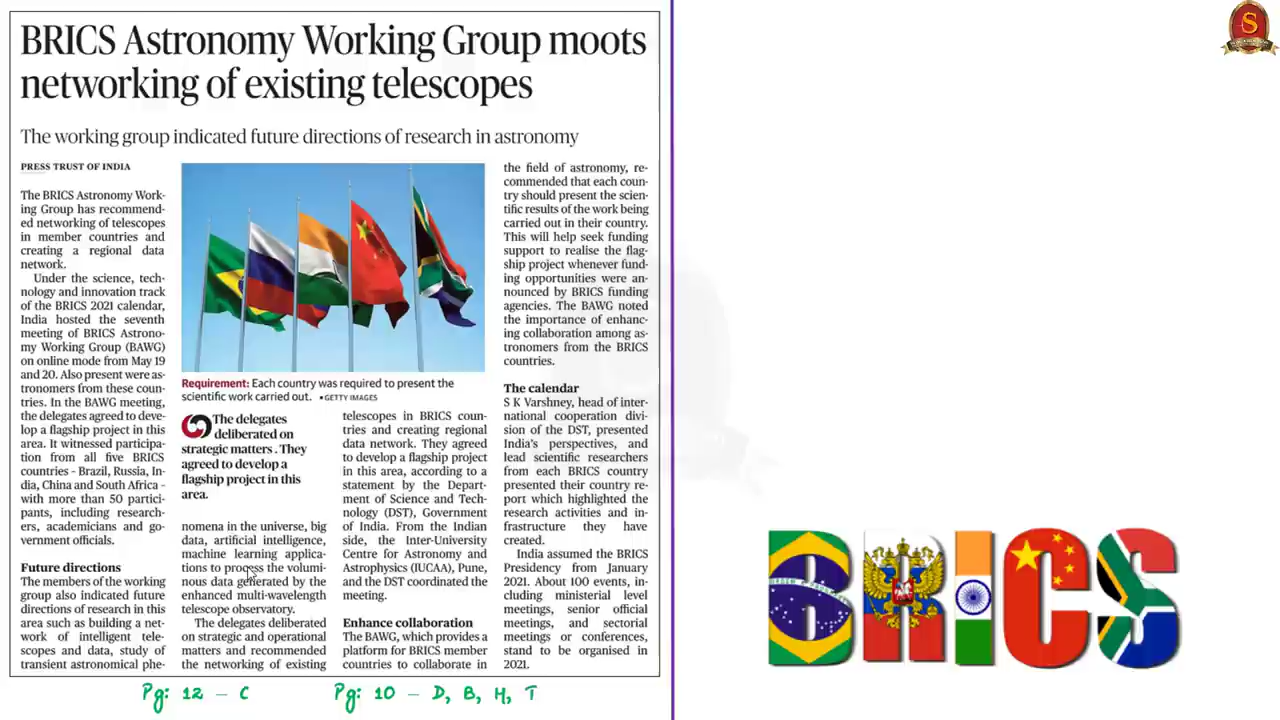 BRICS Astronomy Working Group moots
networking of existing telescopes
The working group indicated future directions of research in astronomy
PRESS TRUST OF INDIA
The BRICS Astronomy Work-
ing Group has recommend-
ed networking of telescopes
in member countries and
creating a regional data
network.
Under the science, tech-
nology and innovation track
of the BRICS 2021 calendar,
India hosted the seventh
meeting of BRICS Astrono-
my Working Group (BAWG)
on online mode from May 19
and 20. Also present were as-
tronomers from these coun-
tries. In the BAWG meeting,
the delegates agreed to deve-
lop a flagship project in this
area. It witnessed participa-
tion from all five BRICS
countries - Brazil, Russia, In-
dia, China and South Africa -
with more than 50 partici-
pants, including research-
ers, academicians and go-
vernment officials.
Future directions
The members of the working
group also indicated future
directions of research in this
area such as building a net-
work of intelligent tele-
scopes and data, study of
transient astronomical phe-
Requirement: Each country was required to present the
scientific work carried out. •GETTY IMAGES
The delegates
deliberated on
strategic matters . They
agreed to develop a
flagship project in this
area.
nomena in the universe, big
data, artificial intelligence,
machine learning applica-
tions to process the volumi-
nous data generated by the
enhanced multi-wavelength
telescope observatory.
The delegates deliberated
on strategic and operational
matters and recommended
the networking of existing
telescopes in BRICS coun-
tries and creating regional
data network. They agreed
to develop a flagship project
in this area, according to a
statement by the Depart-
ment of Science and Tech-
nology (DST), Government
of India. From the Indian
side, the Inter-University
Centre for Astronomy and
Astrophysics (IUCAA), Pune,
and the DST coordinated the
meeting.
Enhance collaboration
The BAWG, which provides a
platform for BRICS member
countries to collaborate in
the field of astronomy, re-
commended that each coun-
try should present the scien-
tific results of the work being
carried out in their country.
This will help seek funding
support to realise the flag-
ship project whenever fund-
ing opportunities were an-
nounced by BRICS funding
agencies. The BAWG noted
the importance of enhanc-
ing collaboration among as-
tronomers from the BRICS
countries.
The calendar
S K Varshney, head of inter-
national cooperation divi-
sion of the DST, presented
India's perspectives, and
lead scientific researchers
from each BRICS country
presented their country re-
port which highlighted the
research activities and in-
frastructure they have
created.
India assumed the BRICS
Presidency from January
2021. About 100 events, in-
cluding ministerial level
meetings, senior official
meetings, and sectorial
meetings or conferences,
stand to be organised in
2021.
Pg: 12 – C
Pg: 10 – D, B, H, T
S
BRICS